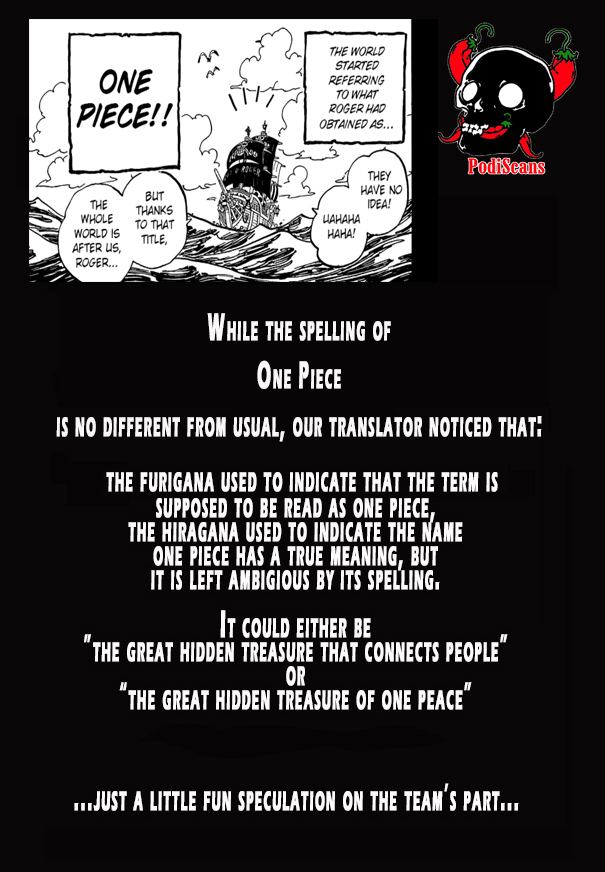 THE WORLD
STARTED
REFERRING
TO WHAT
ROGER HAD
OBTAINED AS...
ONE
PIECE!!
THEY
HAVE NO
IDEA!
UAHAHA
HAHA!
BUT
THANKS
TO THAT
TITLE,
THE
WHOLE
WORLD IS
AFTER US,
ROGER...
PodiScans
While the spelling of
One Piece
is no different from usual, our translator noticed that:
the furigana used to indicate that the term is
supposed to be read as one piece,
the hiragana used to indicate the name
one piece has a true meaning, but
it is left ambigious by its spelling.
It could either be
"the great hidden treasure that connects people"
or
"the great hidden treasure of one peace"
...just a little fun speculation on the team's part...